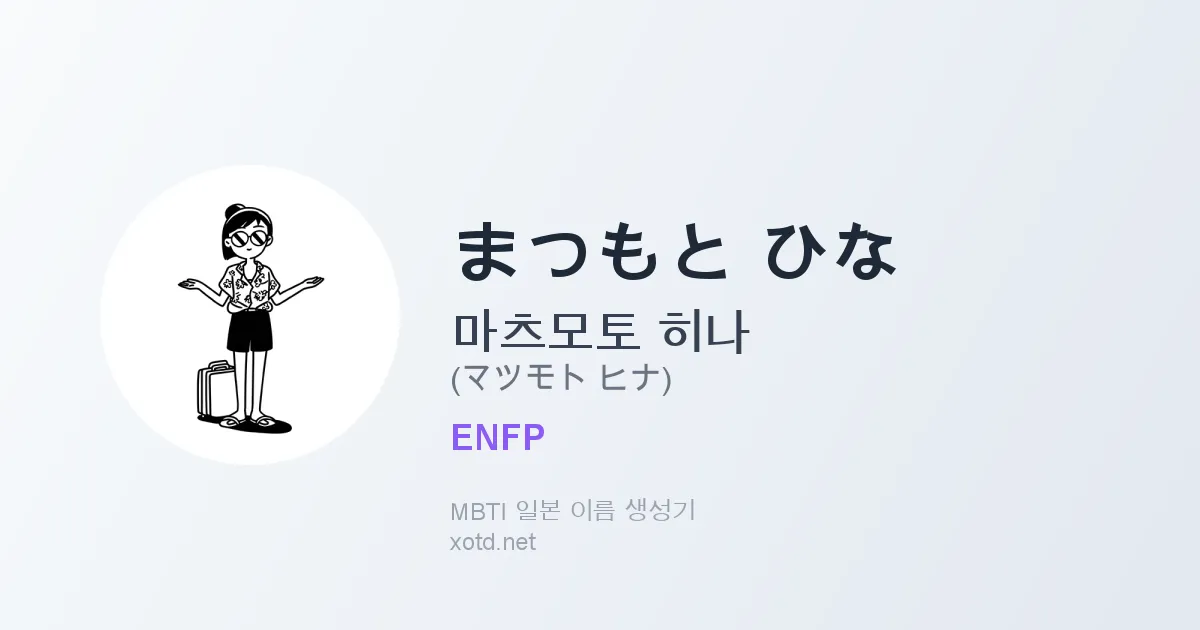 まつもと ひな
마츠모토 히나
(マツモト ヒナ)
ENFP
MBTI 일본 이름 생성기
xotd.net